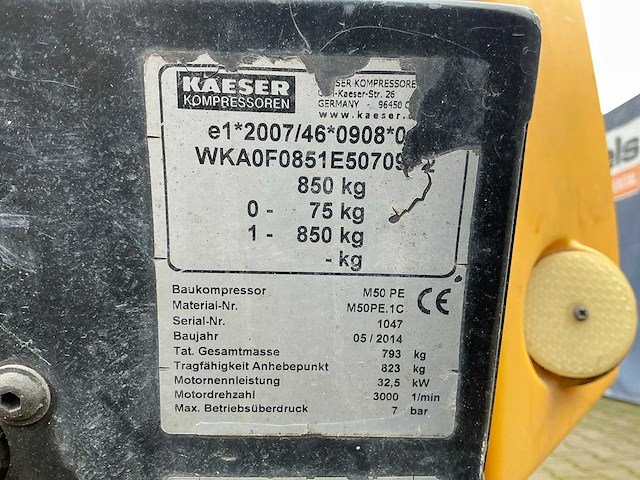 KAESER
KOMPRESSOREN
SER KOMPRESSORE
-Kaeser-Str. 26
GERMANY - 96450 C
www.kaeser.
e1*2007/46*0908*0
WKA0F0851E50709
850 kg
0 - 75 kg
1 - 850 kg
- kg
Baukompressor M50 PE
Material-Nr. M50PE.1C
Serial-Nr. 1047
Baujahr 05/2014
Tat. Gesamtmasse 793 kg
Tragfähigkeit Anhebepunkt 823 kg
Motornennleistung 32,5 kW
Motordrehzahl 3000 1/min
Max. Betriebsüberdruck 7 bar
CE
els